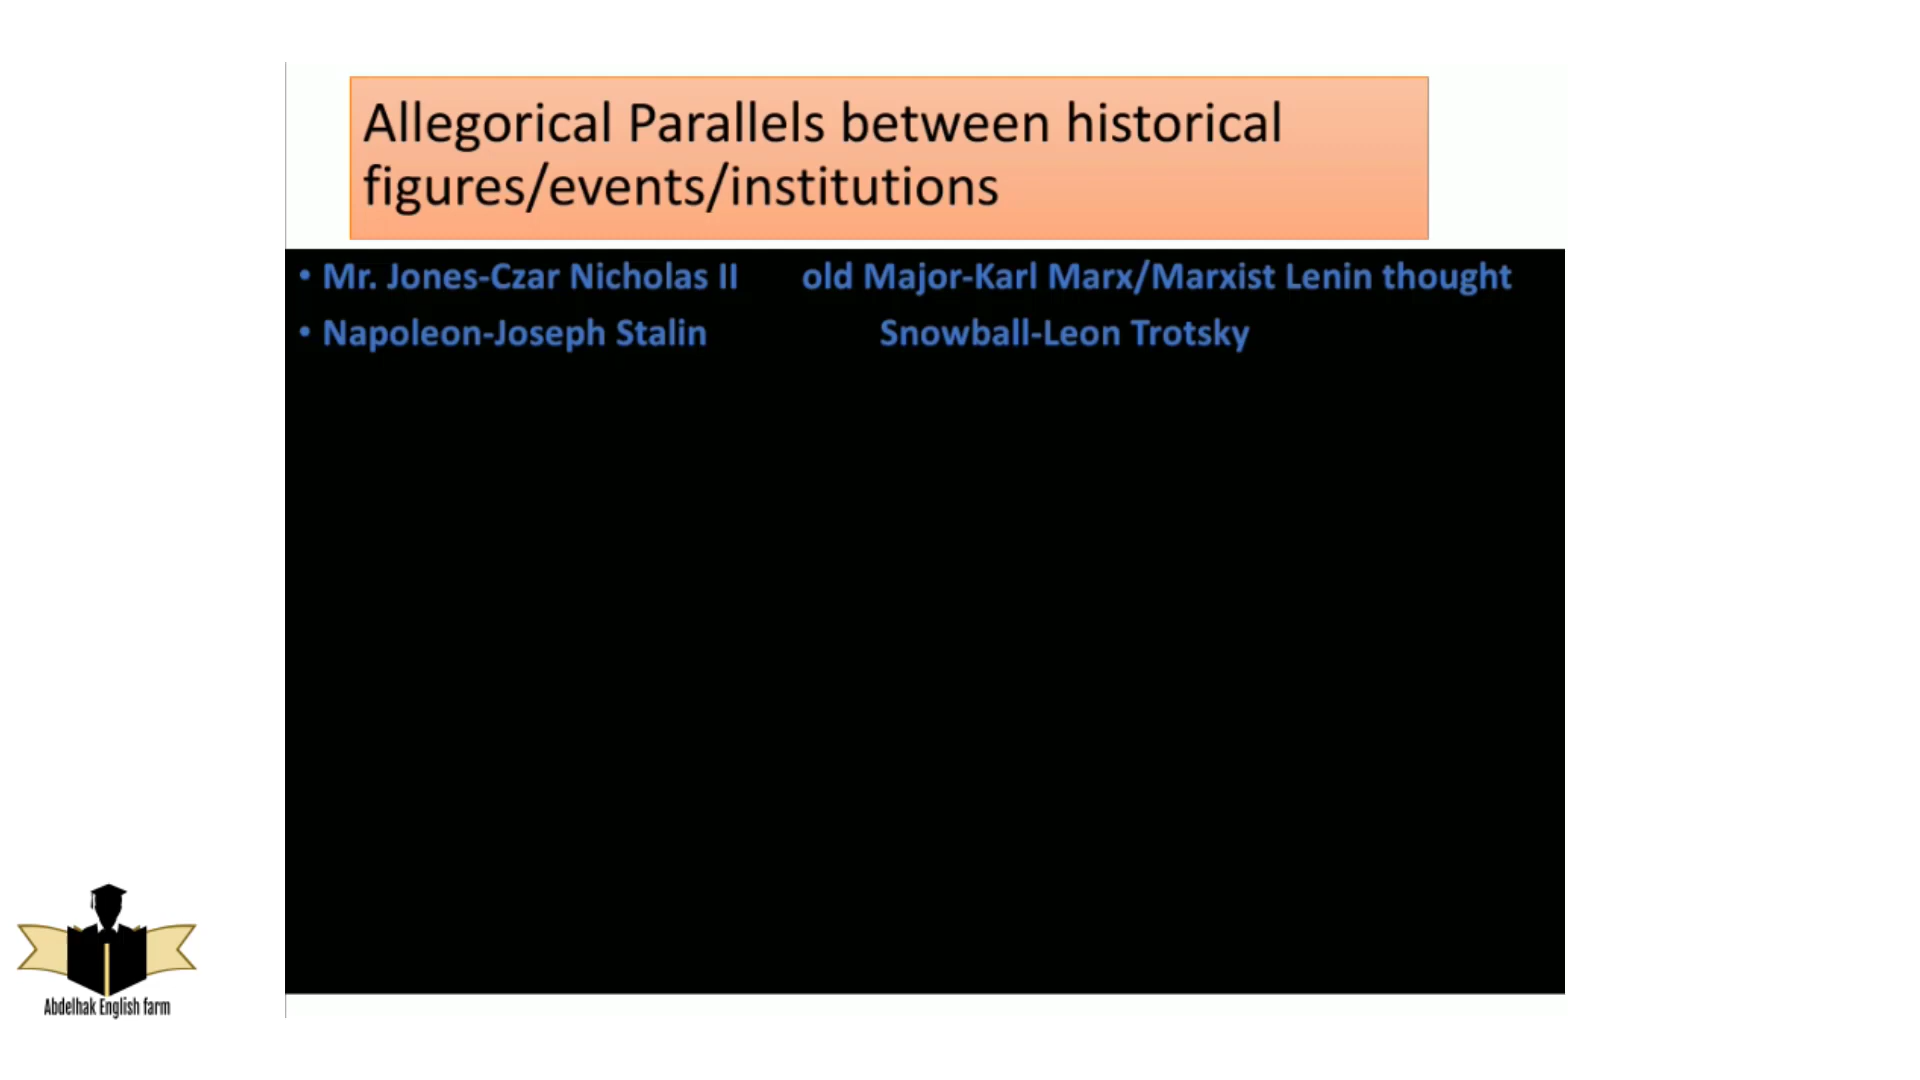 Allegorical Parallels between historical
figures/events/institutions
• Mr. Jones-Czar Nicholas II old Major-Karl Marx/Marxist Lenin thought
• Napoleon-Joseph Stalin Snowball-Leon Trotsky
Abdelhak English farm